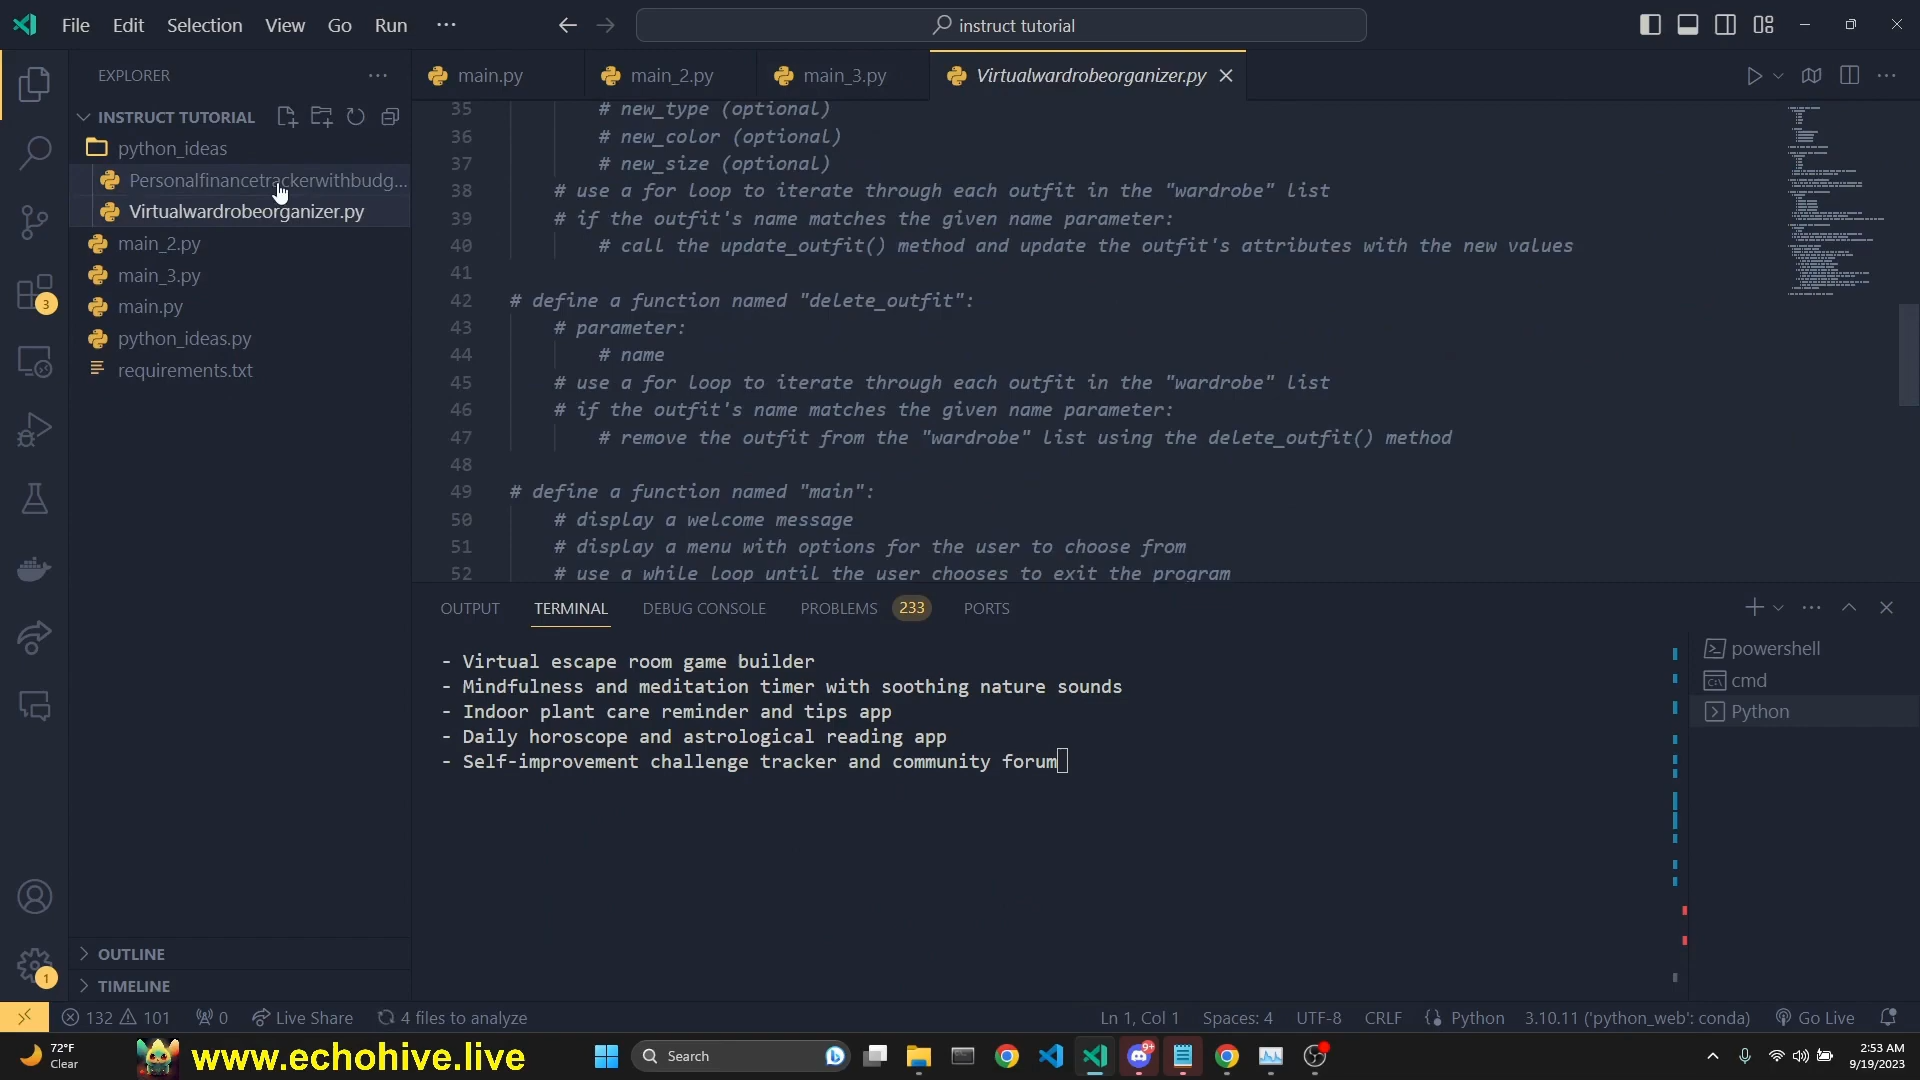 File Edit Selection View Go Run ···
instruct tutorial
EXPLORER
INSTRUCT TUTORIAL
python_ideas
Personalfinancetrackerwithbudg...
Virtualwardrobeorganizer.py
main_2.py
main_3.py
main.py
python_ideas.py
requirements.txt
OUTLINE
TIMELINE
3
1
main.py main_2.py main_3.py Virtualwardrobeorganizer.py
35 # new_type (optional)
36 # new_color (optional)
37 # new_size (optional)
38 # use a for loop to iterate through each outfit in the "wardrobe" list
39 # if the outfit's name matches the given name parameter:
40 # call the update_outfit() method and update the outfit's attributes with the new values
41
42 # define a function named "delete_outfit":
43 # parameter:
44 # name
45 # use a for loop to iterate through each outfit in the "wardrobe" list
46 # if the outfit's name matches the given name parameter:
47 # remove the outfit from the "wardrobe" list using the delete_outfit() method
48
49 # define a function named "main":
50 # display a welcome message
51 # display a menu with options for the user to choose from
52 # use a while loop until the user chooses to exit the program
OUTPUT TERMINAL DEBUG CONSOLE PROBLEMS 233 PORTS
- Virtual escape room game builder
- Mindfulness and meditation timer with soothing nature sounds
- Indoor plant care reminder and tips app
- Daily horoscope and astrological reading app
- Self-improvement challenge tracker and community forum
powershell
cmd
Python
132 101 0 Live Share 4 files to analyze Ln 1, Col 1 Spaces: 4 UTF-8 CRLF Python 3.10.11 ('python_web': conda) Go Live
72°F
Clear
www.echohive.live
Search
9+
2:53 AM
9/19/2023